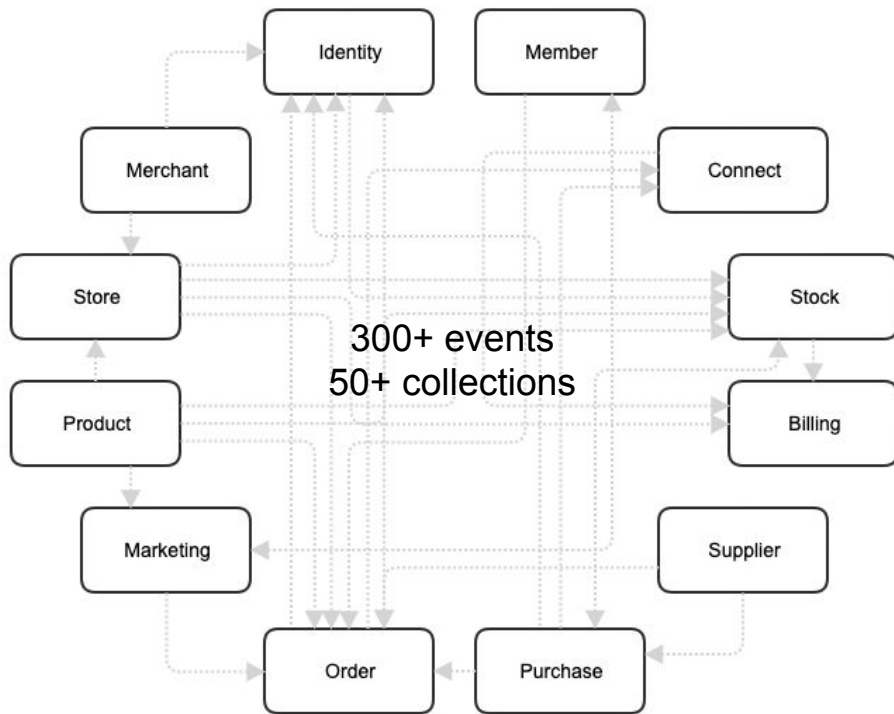 Identity
Member
Merchant
Connect
Store
Stock
300+ events
50+ collections
Product
Billing
Marketing
Supplier
Order
Purchase